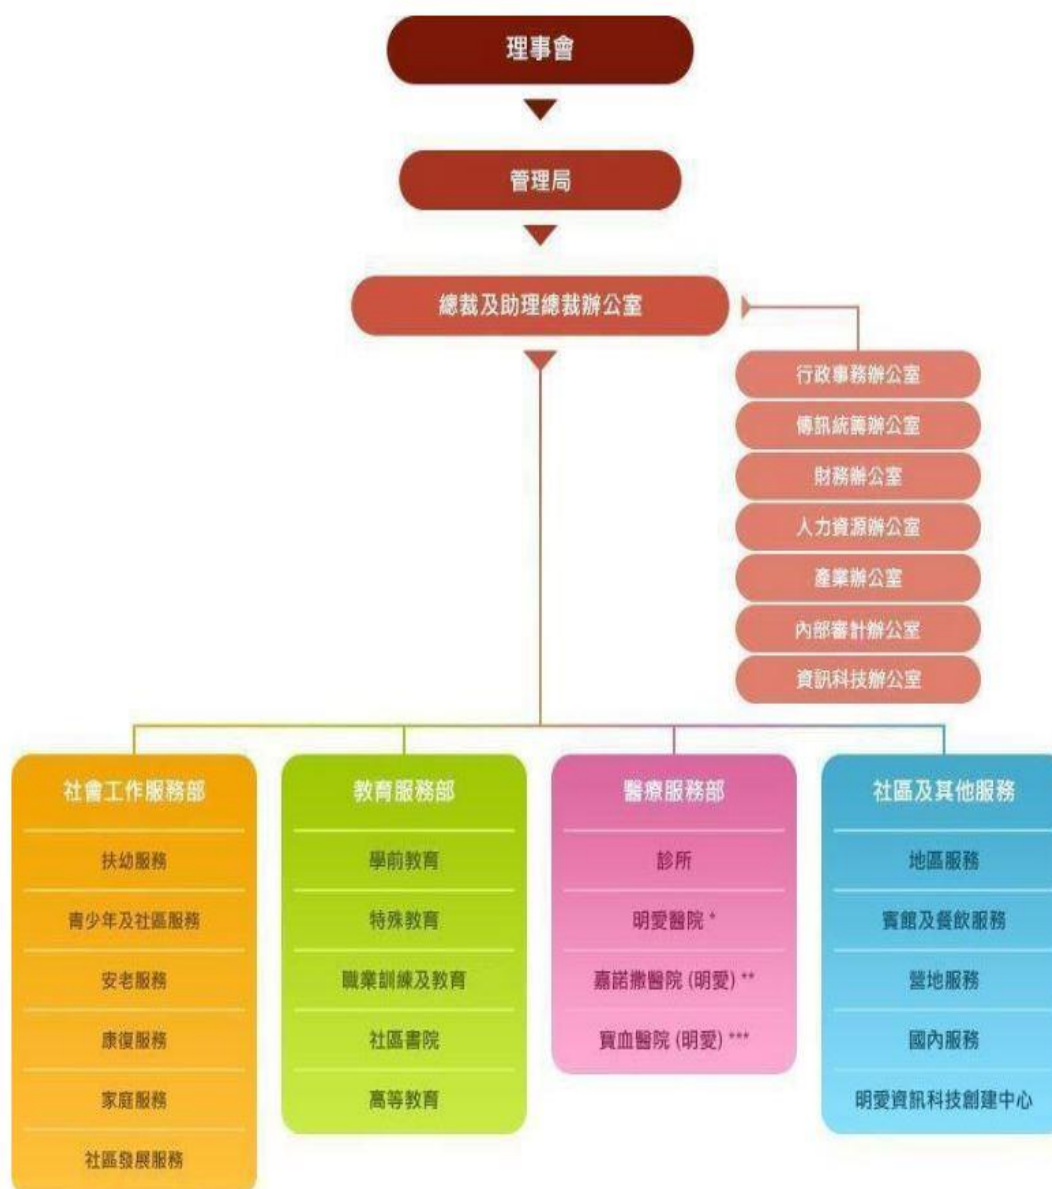 理事會
管理局
總裁及助理總裁辦公室
行政事務辦公室
傳訊統籌辦公室
財務辦公室
人力資源辦公室
產業辦公室
內部審計辦公室
資訊科技辦公室
社會工作服務部
扶幼服務
青少年及社區服務
安老服務
康復服務
家庭服務
社區發展服務
教育服務部
學前教育
特殊教育
職業訓練及教育
社區書院
高等教育
醫療服務部
診所
明愛醫院 *
嘉諾撒醫院 (明愛) **
寶血醫院 (明愛) ***
社區及其他服務
地區服務
賓館及餐飲服務
營地服務
國內服務
明愛資訊科技創建中心